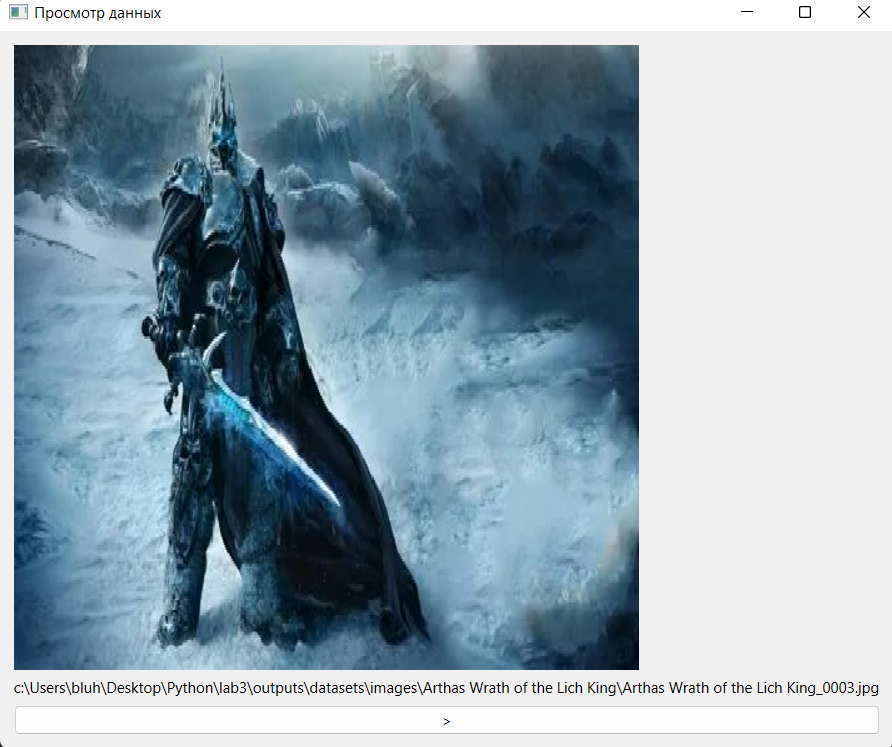 Просмотр данных
c:\Users\bluh\Desktop\Python\lab3\outputs\datasets\images\Arthas Wrath of the Lich King\Arthas Wrath of the Lich King_0003.jpg
>